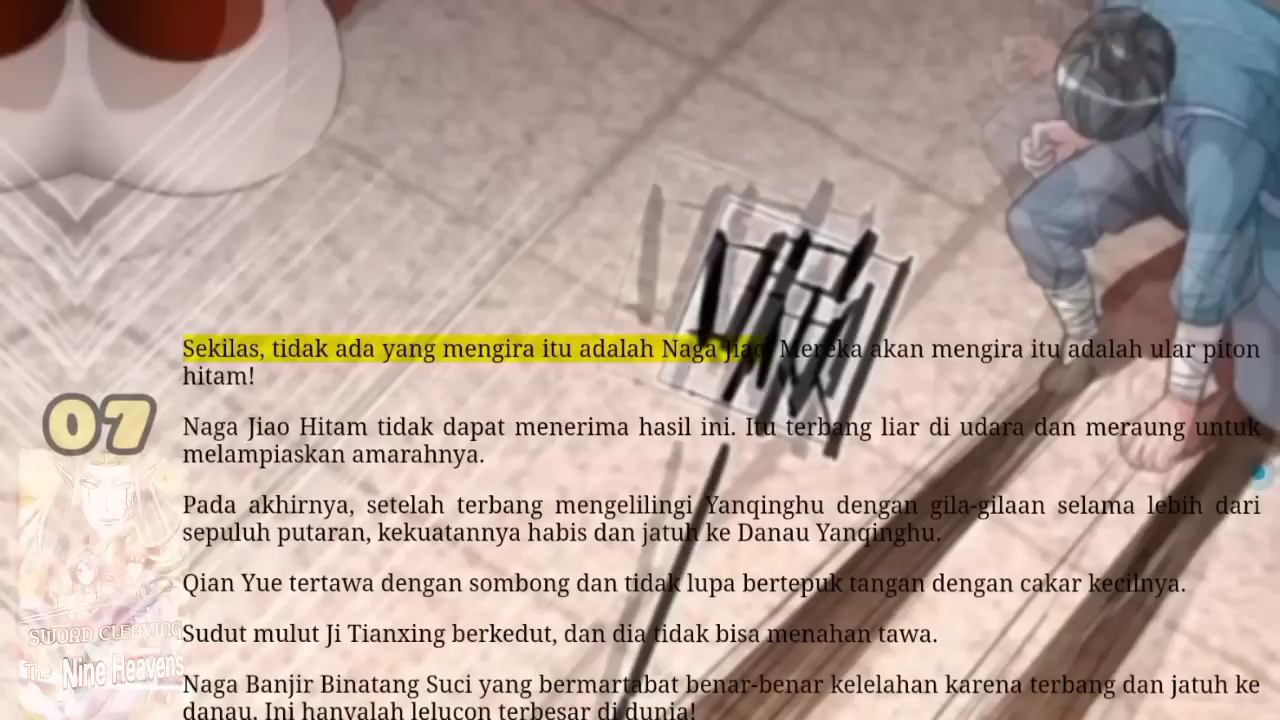 Sekilas, tidak ada yang mengira itu adalah Naga Jiao. Mereka akan mengira itu adalah ular piton
hitam!
Naga Jiao Hitam tidak dapat menerima hasil ini. Itu terbang liar di udara dan meraung untuk
melampiaskan amarahnya.
07
Pada akhirnya, setelah terbang mengelilingi Yanqinghu dengan gila-gilaan selama lebih dari
sepuluh putaran, kekuatannya habis dan jatuh ke Danau Yanqinghu.
Qian Yue tertawa dengan sombong dan tidak lupa bertepuk tangan dengan cakar kecilnya.
Sudut mulut Ji Tianxing berkedut, dan dia tidak bisa menahan tawa.
SWORD CLEAVING
The Nine Heavens
Naga Banjir Binatang Suci yang bermartabat benar-benar kelelahan karena terbang dan jatuh ke
danau. Ini hanyalah lelucon terbesar di dunia!